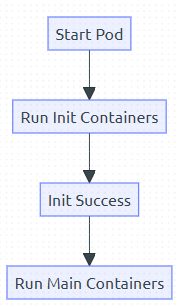 Start Pod
Run Init Containers
Init Success
Run Main Containers